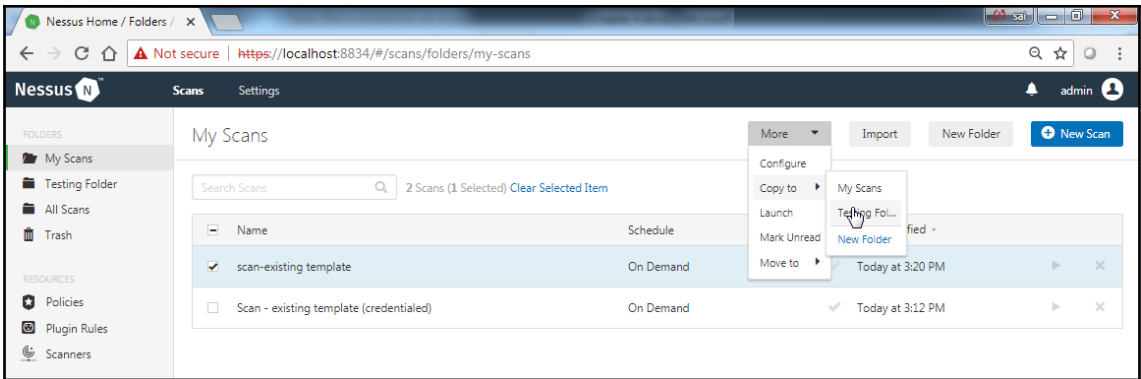 Nessus Home / Folders /
sai
Not secure | https://localhost:8834/#/scans/folders/my-scans
Nessus N Scans Settings admin
FOLDERS
My Scans
Testing Folder
All Scans
Trash
RESOURCES
Policies
Plugin Rules
Scanners
My Scans More Import New Folder New Scan
Search Scans 2 Scans (1 Selected) Clear Selected Item
Configure
Copy to
Launch
Mark Unread
Move to
My Scans
Testing Fol...
New Folder
Name Schedule fied
scan-existing template On Demand Today at 3:20 PM
Scan - existing template (credentialed) On Demand Today at 3:12 PM